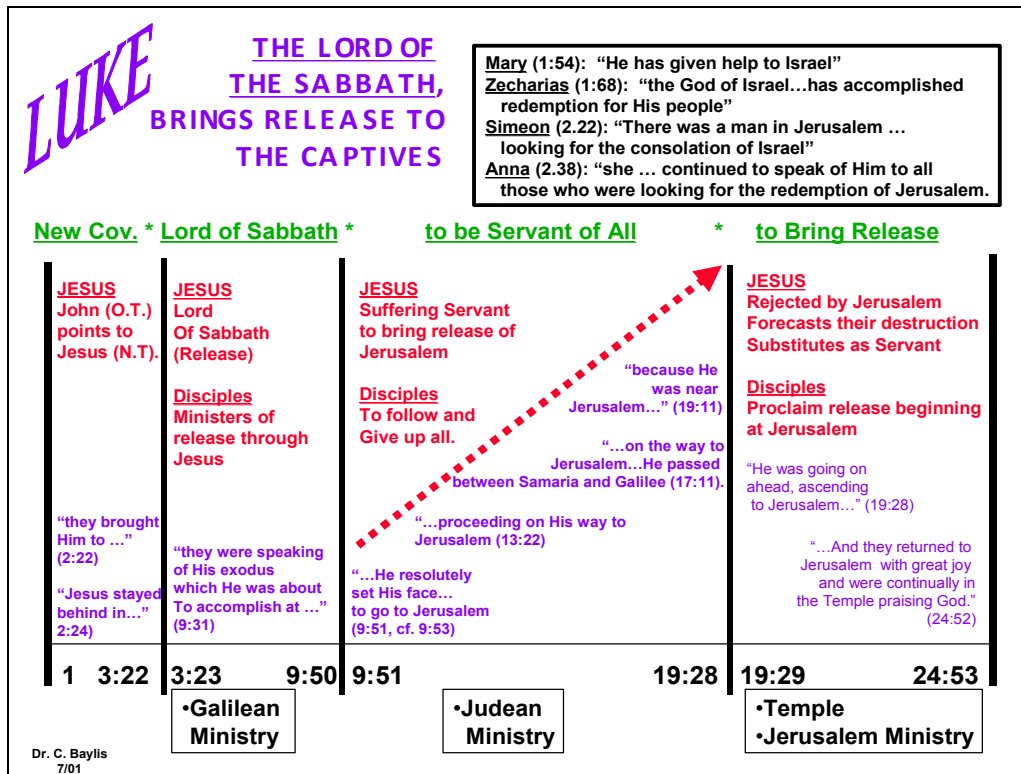 LUKE
THE LORD OF
THE SABBATH,
BRINGS RELEASE TO
THE CAPTIVES
Mary (1:54): “He has given help to Israel”
Zecharias (1:68): “the God of Israel…has accomplished
redemption for His people”
Simeon (2.22): “There was a man in Jerusalem …
looking for the consolation of Israel”
Anna (2.38): “she … continued to speak of Him to all
those who were looking for the redemption of Jerusalem.
New Cov. * Lord of Sabbath * to be Servant of All * to Bring Release
JESUS
John (O.T.)
points to
Jesus (N.T).
“they brought
Him to …”
(2:22)
“Jesus stayed
behind in…”
2:24)
JESUS
Lord
Of Sabbath
(Release)
Disciples
Ministers of
release through
Jesus
“they were speaking
of His exodus
which He was about
To accomplish at …”
(9:31)
JESUS
Suffering Servant
to bring release of
Jerusalem
Disciples
To follow and
Give up all.
“because He
was near
Jerusalem…” (19:11)
“…on the way to
Jerusalem…He passed
between Samaria and Galilee (17:11).
“…proceeding on His way to
Jerusalem (13:22)
“…He resolutely
set His face…
to go to Jerusalem
(9:51, cf. 9:53)
JESUS
Rejected by Jerusalem
Forecasts their destruction
Substitutes as Servant
Disciples
Proclaim release beginning
at Jerusalem
“He was going on
ahead, ascending
to Jerusalem…” (19:28)
“…And they returned to
Jerusalem with great joy
and were continually in
the Temple praising God.”
(24:52)
1 3:22 3:23 9:50 9:51 19:28 19:29 24:53
•Galilean
Ministry
•Judean
Ministry
•Temple
•Jerusalem Ministry
Dr. C. Baylis
7/01